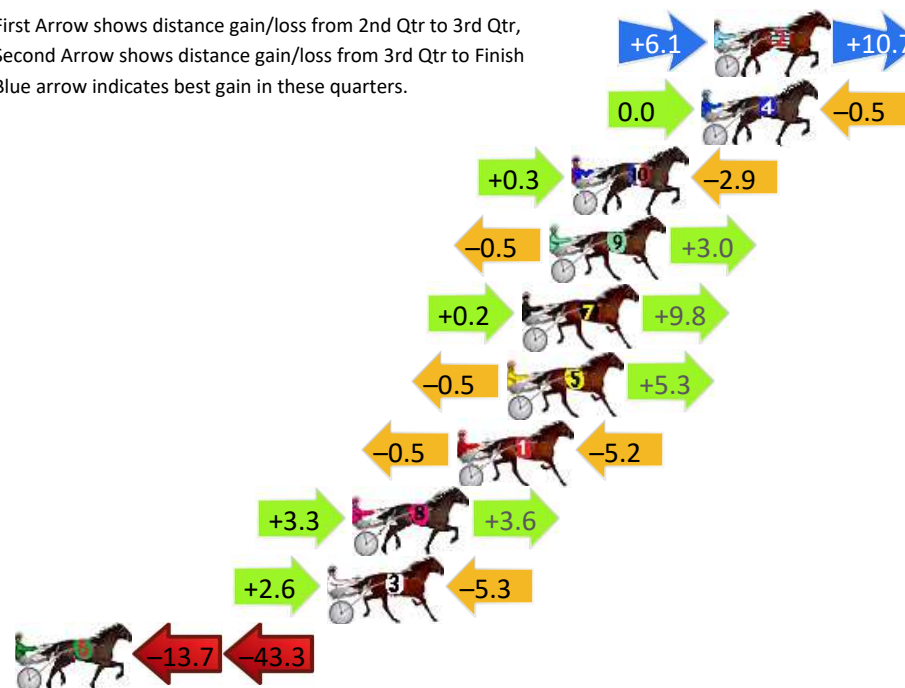 First Arrow shows distance gain/loss from 2nd Qtr to 3rd Qtr,
Second Arrow shows distance gain/loss from 3rd Qtr to Finish
Blue arrow indicates best gain in these quarters.
+6.1 2 +10.7
0.0 4 –0.5
+0.3 10 –2.9
–0.5 9 +3.0
+0.2 7 +9.8
–0.5 5 +5.3
–0.5 1 –5.2
+3.3 8 +3.6
+2.6 3 –5.3
6 –13.7 –43.3